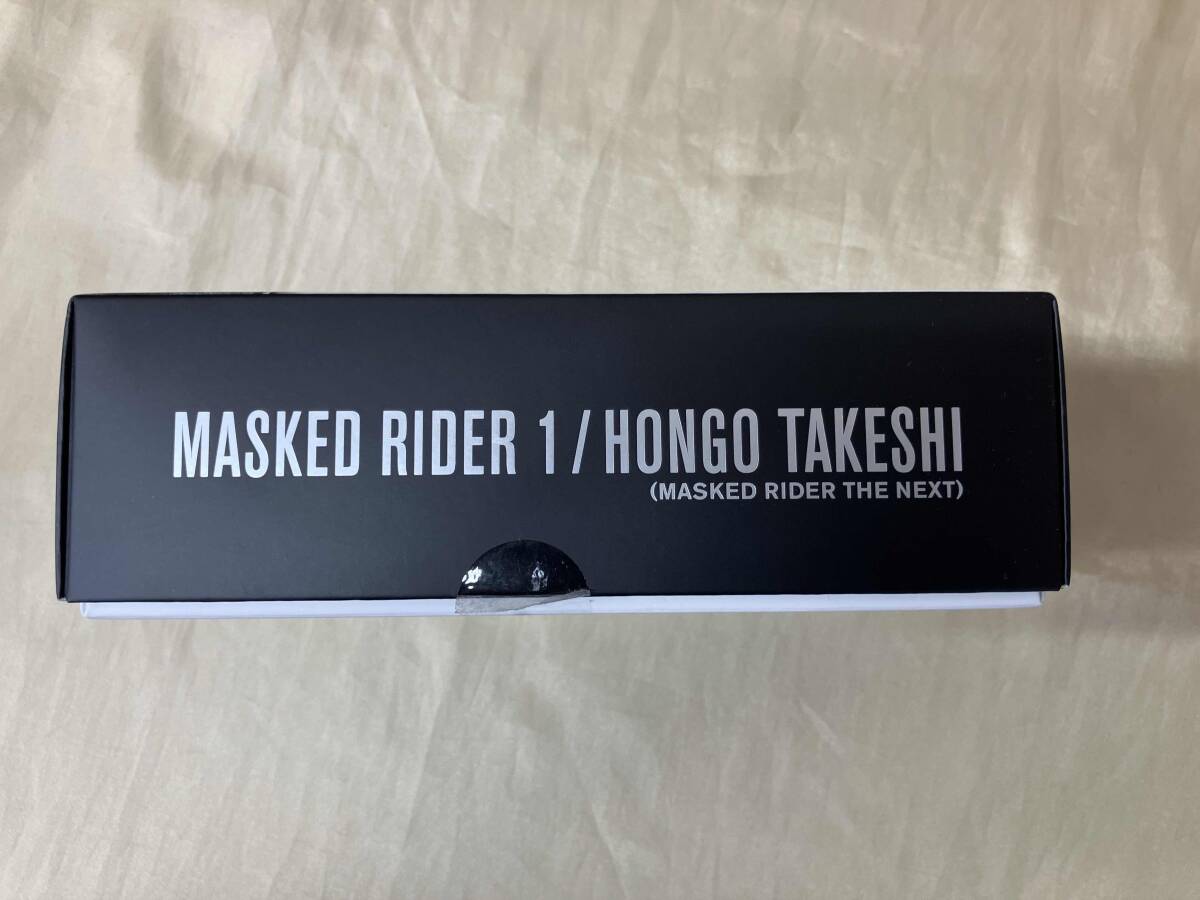 MASKED RIDER 1 / HONGO TAKESHI
(MASKED RIDER THE NEXT)